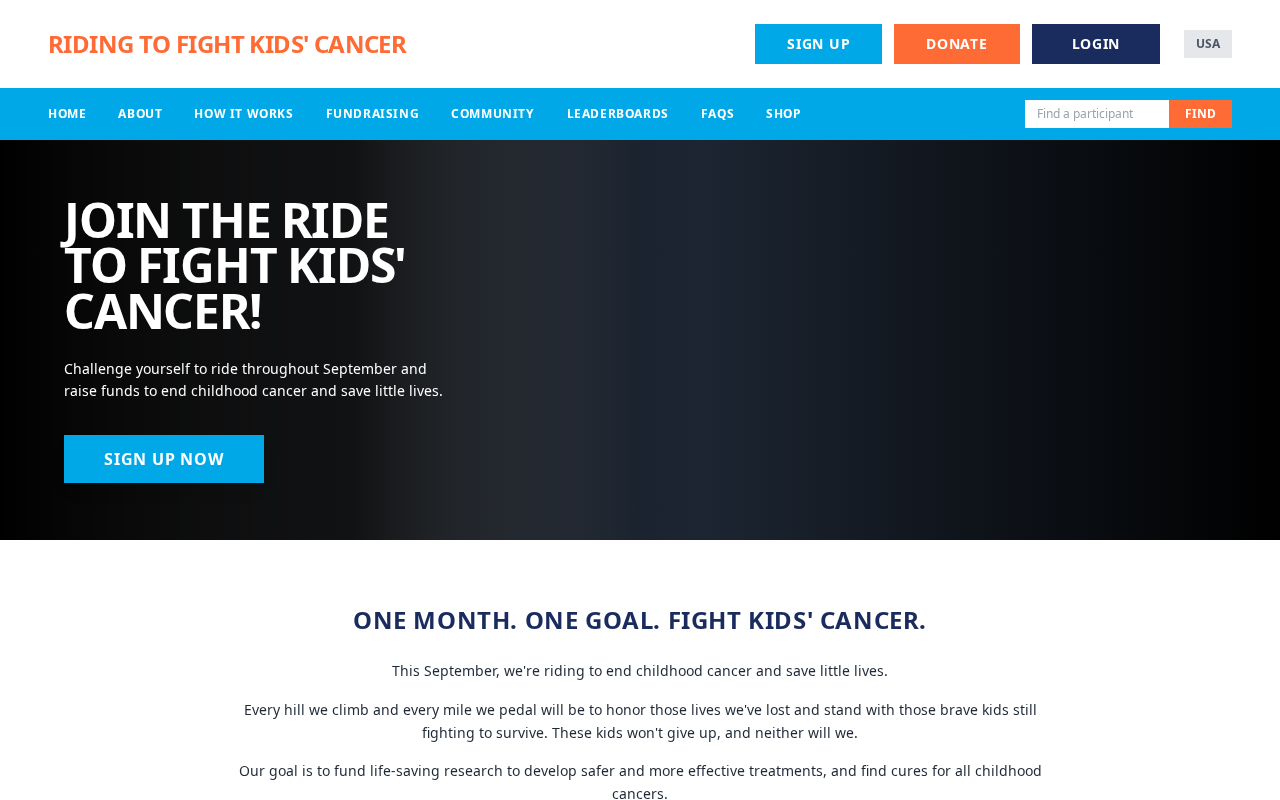 RIDING TO FIGHT KIDS' CANCER
SIGN UP
DONATE
LOGIN
USA
HOME
ABOUT
HOW IT WORKS
FUNDRAISING
COMMUNITY
LEADERBOARDS
FAQS
SHOP
Find a participant
FIND
JOIN THE RIDE
TO FIGHT KIDS'
CANCER!
Challenge yourself to ride throughout September and
raise funds to end childhood cancer and save little lives.
SIGN UP NOW
ONE MONTH. ONE GOAL. FIGHT KIDS' CANCER.
This September, we're riding to end childhood cancer and save little lives.
Every hill we climb and every mile we pedal will be to honor those lives we've lost and stand with those brave kids still
fighting to survive. These kids won't give up, and neither will we.
Our goal is to fund life-saving research to develop safer and more effective treatments, and find cures for all childhood
cancers.